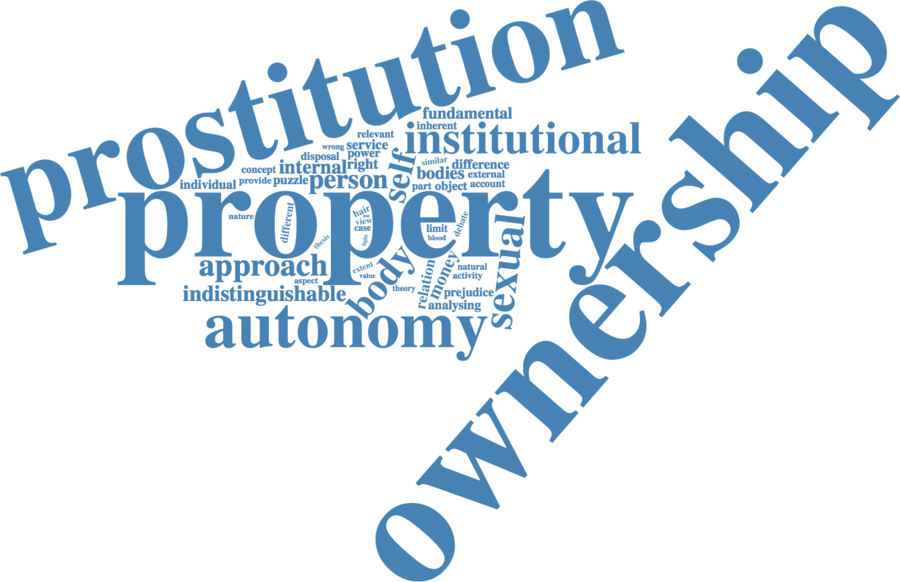 prostitution
ownership
fundamental
inherent
relevant
institutional
wrong
service
disposal
power
self
similar
difference
concept
internal
right
bodies
external
individual
provide
puzzle
person
part
object
account
property
nature
different
hair
view
case
limit
blood
debate
thesis
light
approach
extent
value
body
relation
money
natural
activity
sexual
aspect
theory
indistinguishable
prejudice
analysing
autonomy